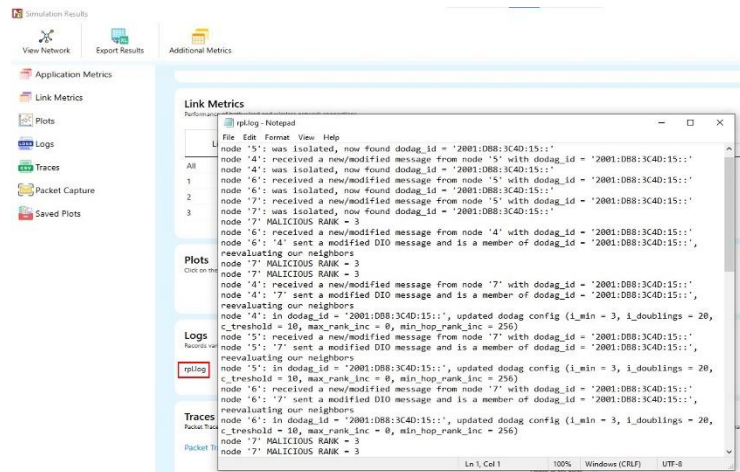 Simulation Results
View Network
Export Results
Additional Metrics
Application Metrics
Link Metrics
Plots
Logs
Traces
Packet Capture
Saved Plots
Link Metrics
All
1
2
3
Plots
Click on the
Logs
Records
rpl.log
Traces
Packet
rpl.log - Notepad
File Edit Format View Help
node '5': was isolated, now found dodag_id = '2001:DB8:3C4D:15::'
node '4': received a new/modified message from node '5' with dodag_id = '2001:DB8:3C4D:15::'
node '4': was isolated, now found dodag_id = '2001:DB8:3C4D:15::'
node '6': received a new/modified message from node '5' with dodag_id = '2001:DB8:3C4D:15::'
node '6': was isolated, now found dodag_id = '2001:DB8:3C4D:15::'
node '7': received a new/modified message from node '5' with dodag_id = '2001:DB8:3C4D:15::'
node '7': was isolated, now found dodag_id = '2001:DB8:3C4D:15::'
node '7' MALICIOUS RANK = 3
node '6': received a new/modified message from node '4' with dodag_id = '2001:DB8:3C4D:15::'
node '6': '4' sent a modified DIO message and is a member of dodag_id = '2001:DB8:3C4D:15::',
reevaluating our neighbors
node '7' MALICIOUS RANK = 3
node '7' MALICIOUS RANK = 3
node '4': received a new/modified message from node '7' with dodag_id = '2001:DB8:3C4D:15::'
node '4': '7' sent a modified DIO message and is a member of dodag_id = '2001:DB8:3C4D:15::',
reevaluating our neighbors
node '4': in dodag_id = '2001:DB8:3C4D:15::', updated dodag config (i_min = 3, i_doublings = 20,
c_treshold = 10, max_rank_inc = 0, min_hop_rank_inc = 256)
node '5': received a new/modified message from node '7' with dodag_id = '2001:DB8:3C4D:15::'
node '5': '7' sent a modified DIO message and is a member of dodag_id = '2001:DB8:3C4D:15::',
reevaluating our neighbors
node '5': in dodag_id = '2001:DB8:3C4D:15::', updated dodag config (i_min = 3, i_doublings = 20,
c_treshold = 10, max_rank_inc = 0, min_hop_rank_inc = 256)
node '6': received a new/modified message from node '7' with dodag_id = '2001:DB8:3C4D:15::'
node '6': '7' sent a modified DIO message and is a member of dodag_id = '2001:DB8:3C4D:15::',
reevaluating our neighbors
node '6': in dodag_id = '2001:DB8:3C4D:15::', updated dodag config (i_min = 3, i_doublings = 20,
c_treshold = 10, max_rank_inc = 0, min_hop_rank_inc = 256)
node '7' MALICIOUS RANK = 3
node '7' MALICIOUS RANK = 3
Ln 1, Col 1 100% Windows (CRLF) UTF-8